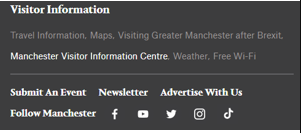 Visitor Information
Travel Information, Maps, Visiting Greater Manchester after Brexit,
Manchester Visitor Information Centre, Weather, Free Wi-Fi
Submit An Event Newsletter Advertise With Us
Follow Manchester